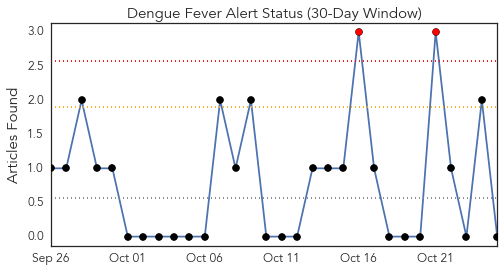 Dengue Fever Alert Status (30-Day Window)
Articles Found
3.0
2.5
2.0
1.5
1.0
0.5
0.0
Sep 26 Oct 01 Oct 06 Oct 11 Oct 16 Oct 21